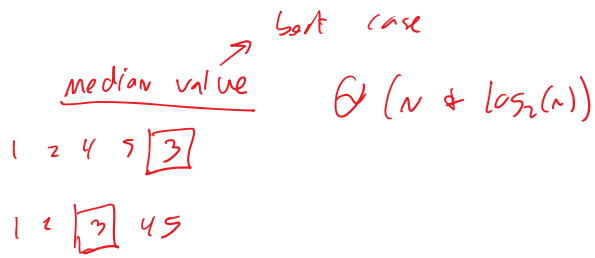 best case
median value
Θ (N * log₂(N))
1 2 4 5 3
1 2 3 4 5